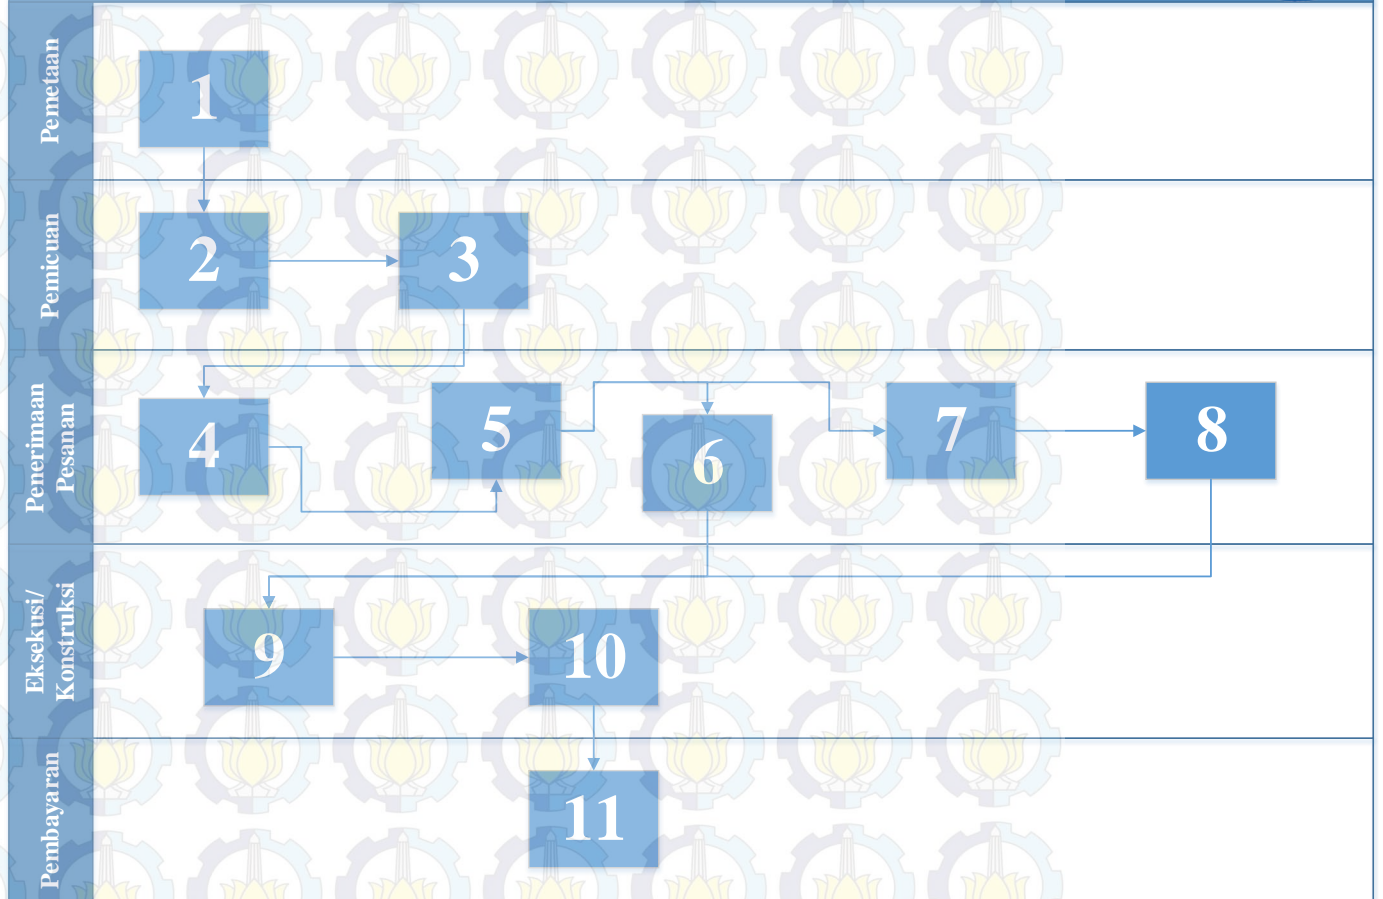 Pemetaan
1
Pemicuan
2
3
Penerimaan
Pesanan
4
5
6
7
8
Eksekusi/
Konstruksi
9
10
Pembayaran
11